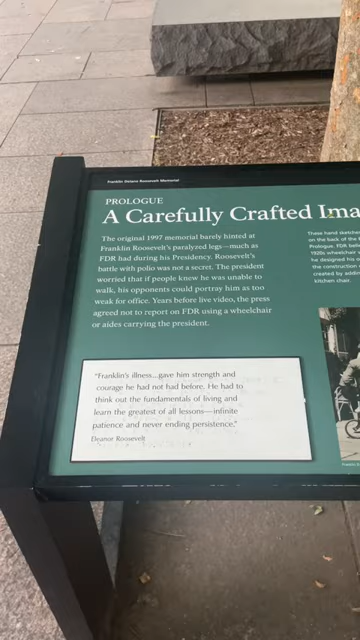 Franklin Delano Roosevelt Memorial
PROLOGUE
A Carefully Crafted Ima
The original 1997 memorial barely hinted at
Franklin Roosevelt's paralyzed legs—much as
FDR had during his Presidency. Roosevelt's
battle with polio was not a secret. The president
worried that if people knew he was unable to
walk, his opponents could portray him as too
weak for office. Years before live video, the press
agreed not to report on FDR using a wheelchair
or aides carrying the president.
"Franklin's illness...gave him strength and
courage he had not had before. He had to
think out the fundamentals of living and
learn the greatest of all lessons—infinite
patience and never ending persistence."
Eleanor Roosevelt
These hand sketches
on the back of the
Prologue, FDR
1920s wheelchair
he designed his
the construction
created by
kitchen chair.